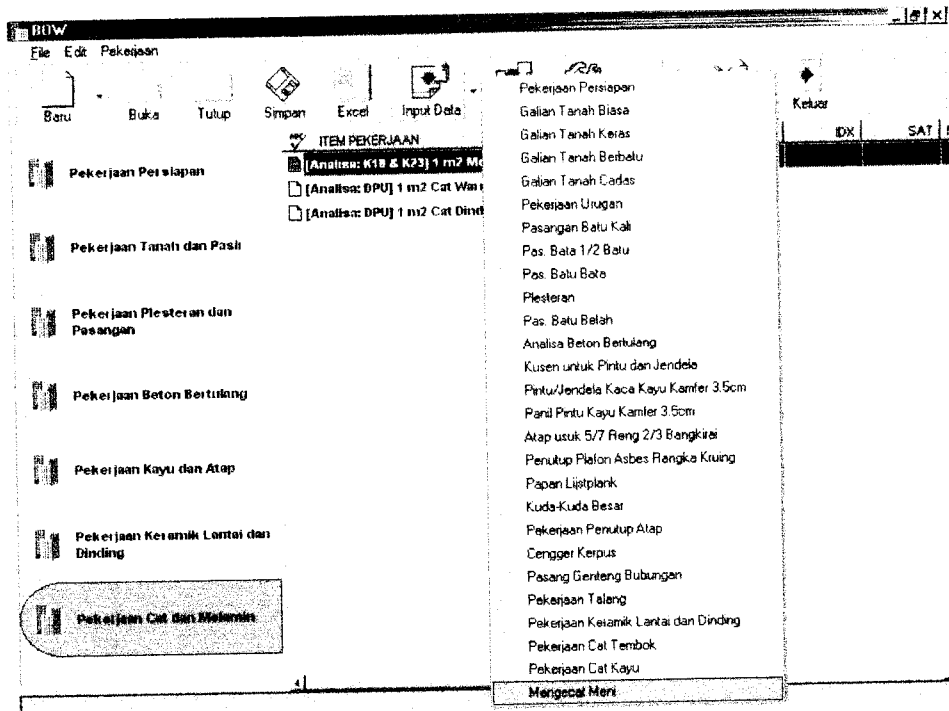 BOW
File Edit Pekerjaan
Baru Buka Tutup Simpan Excel Input Data Keluar
ITEM PEKERJAAN IDX SAT
[Analisa: K18 & K23] 1 m2 Me
[Analisa: DPU] 1 m2 Cat War
[Analisa: DPU] 1 m2 Cat Dind
Pekerjaan Persiapan
Pekerjaan Tanah dan Pasir
Pekerjaan Plesteran dan
Pasangan
Pekerjaan Beton Bertulang
Pekerjaan Kayu dan Atap
Pekerjaan Keramik Lantai dan
Dinding
Pekerjaan Cat dan Melamin
Pekerjaan Persiapan
Galian Tanah Biasa
Galian Tanah Keras
Galian Tanah Berbatu
Galian Tanah Cadas
Pekerjaan Urugan
Pasangan Batu Kali
Pas. Bata 1/2 Batu
Pas. Batu Bata
Plesteran
Pas. Batu Belah
Analisa Beton Bertulang
Kusen untuk Pintu dan Jendela
Pintu/Jendela Kaca Kayu Kamfer 3.5cm
Panil Pintu Kayu Kamfer 3.5cm
Atap usuk 5/7 Reng 2/3 Bangkirai
Penutup Plafon Asbes Rangka Kruing
Papan Lijstplank
Kuda-Kuda Besar
Pekerjaan Penutup Atap
Cengger Kerpus
Pasang Genteng Bubungan
Pekerjaan Talang
Pekerjaan Keramik Lantai dan Dinding
Pekerjaan Cat Tembok
Pekerjaan Cat Kayu
Mengecat Meni